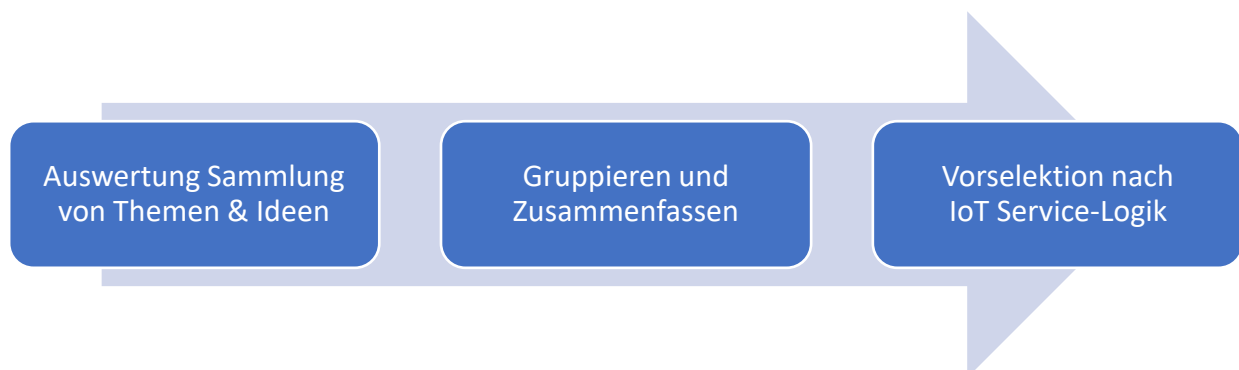 Auswertung Sammlung
von Themen & Ideen
Gruppieren und
Zusammenfassen
Vorselektion nach
IoT Service-Logik